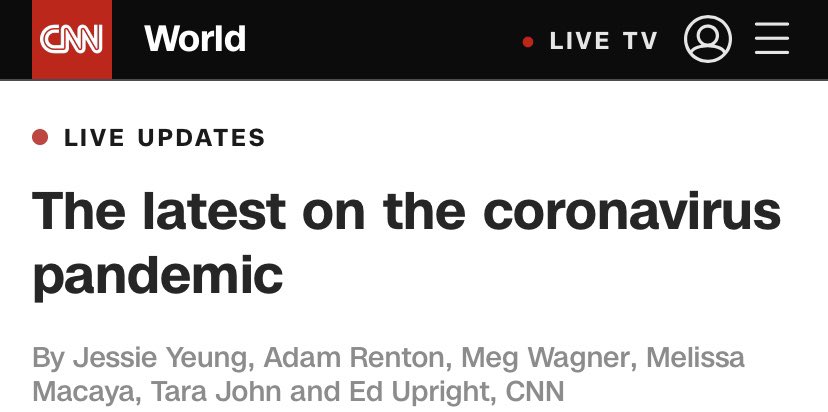 CNN World LIVE TV
LIVE UPDATES
The latest on the coronavirus
pandemic
By Jessie Yeung, Adam Renton, Meg Wagner, Melissa
Macaya, Tara John and Ed Upright, CNN